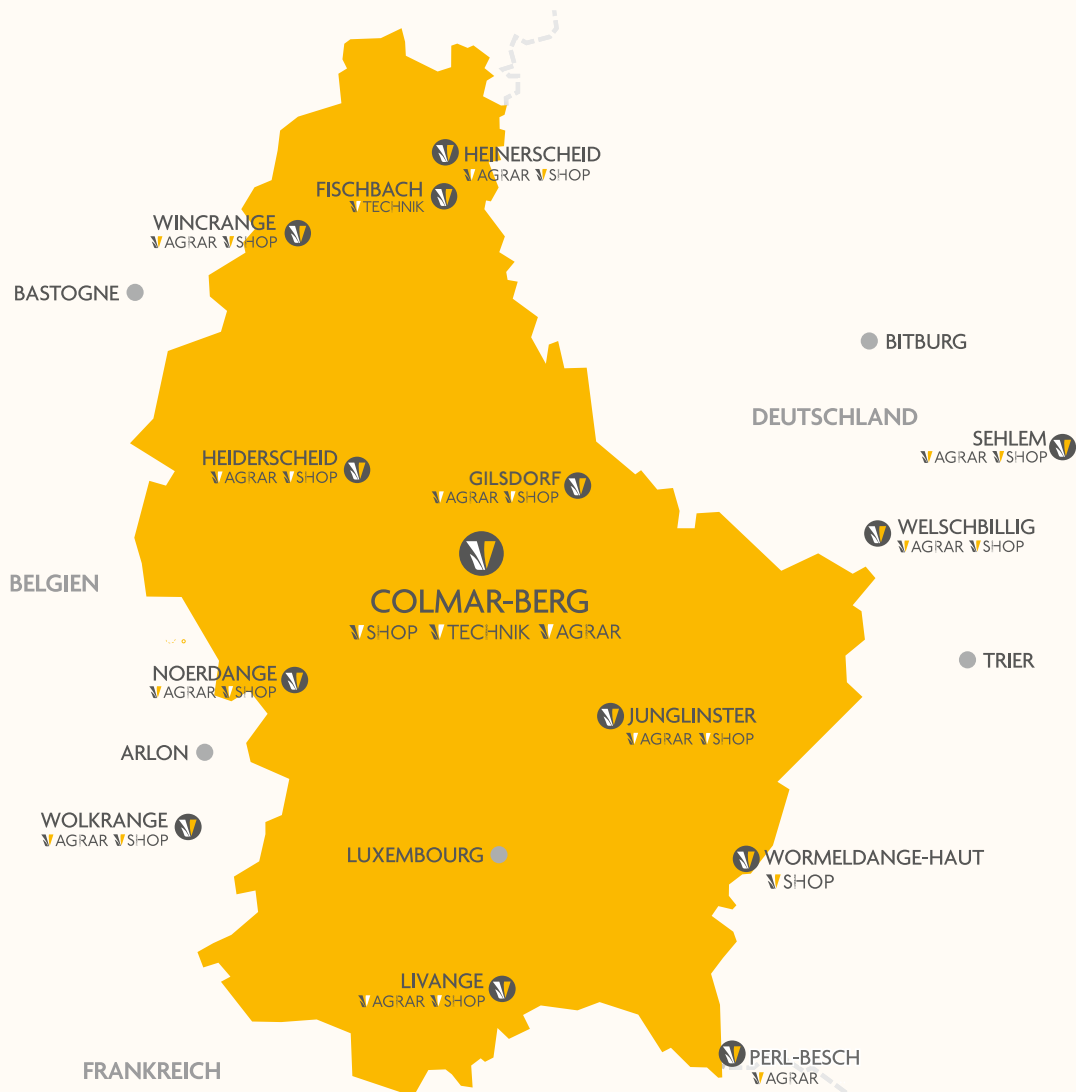 HEINERSCHEID
AGRAR SHOP
FISCHBACH
TECHNIK
WINCRANGE
AGRAR SHOP
BASTOGNE
BITBURG
DEUTSCHLAND
SEHLEM
AGRAR SHOP
HEIDERSCHEID
AGRAR SHOP
GILSDORF
AGRAR SHOP
WELSCHBILLIG
AGRAR SHOP
BELGIEN
COLMAR-BERG
SHOP TECHNIK AGRAR
TRIER
NOERDANGE
AGRAR SHOP
JUNGLINSTER
AGRAR SHOP
ARLON
WOLKRANGE
AGRAR SHOP
LUXEMBOURG
WORMELDANGE-HAUT
SHOP
LIVANGE
AGRAR SHOP
PERL-BESCH
AGRAR
FRANKREICH